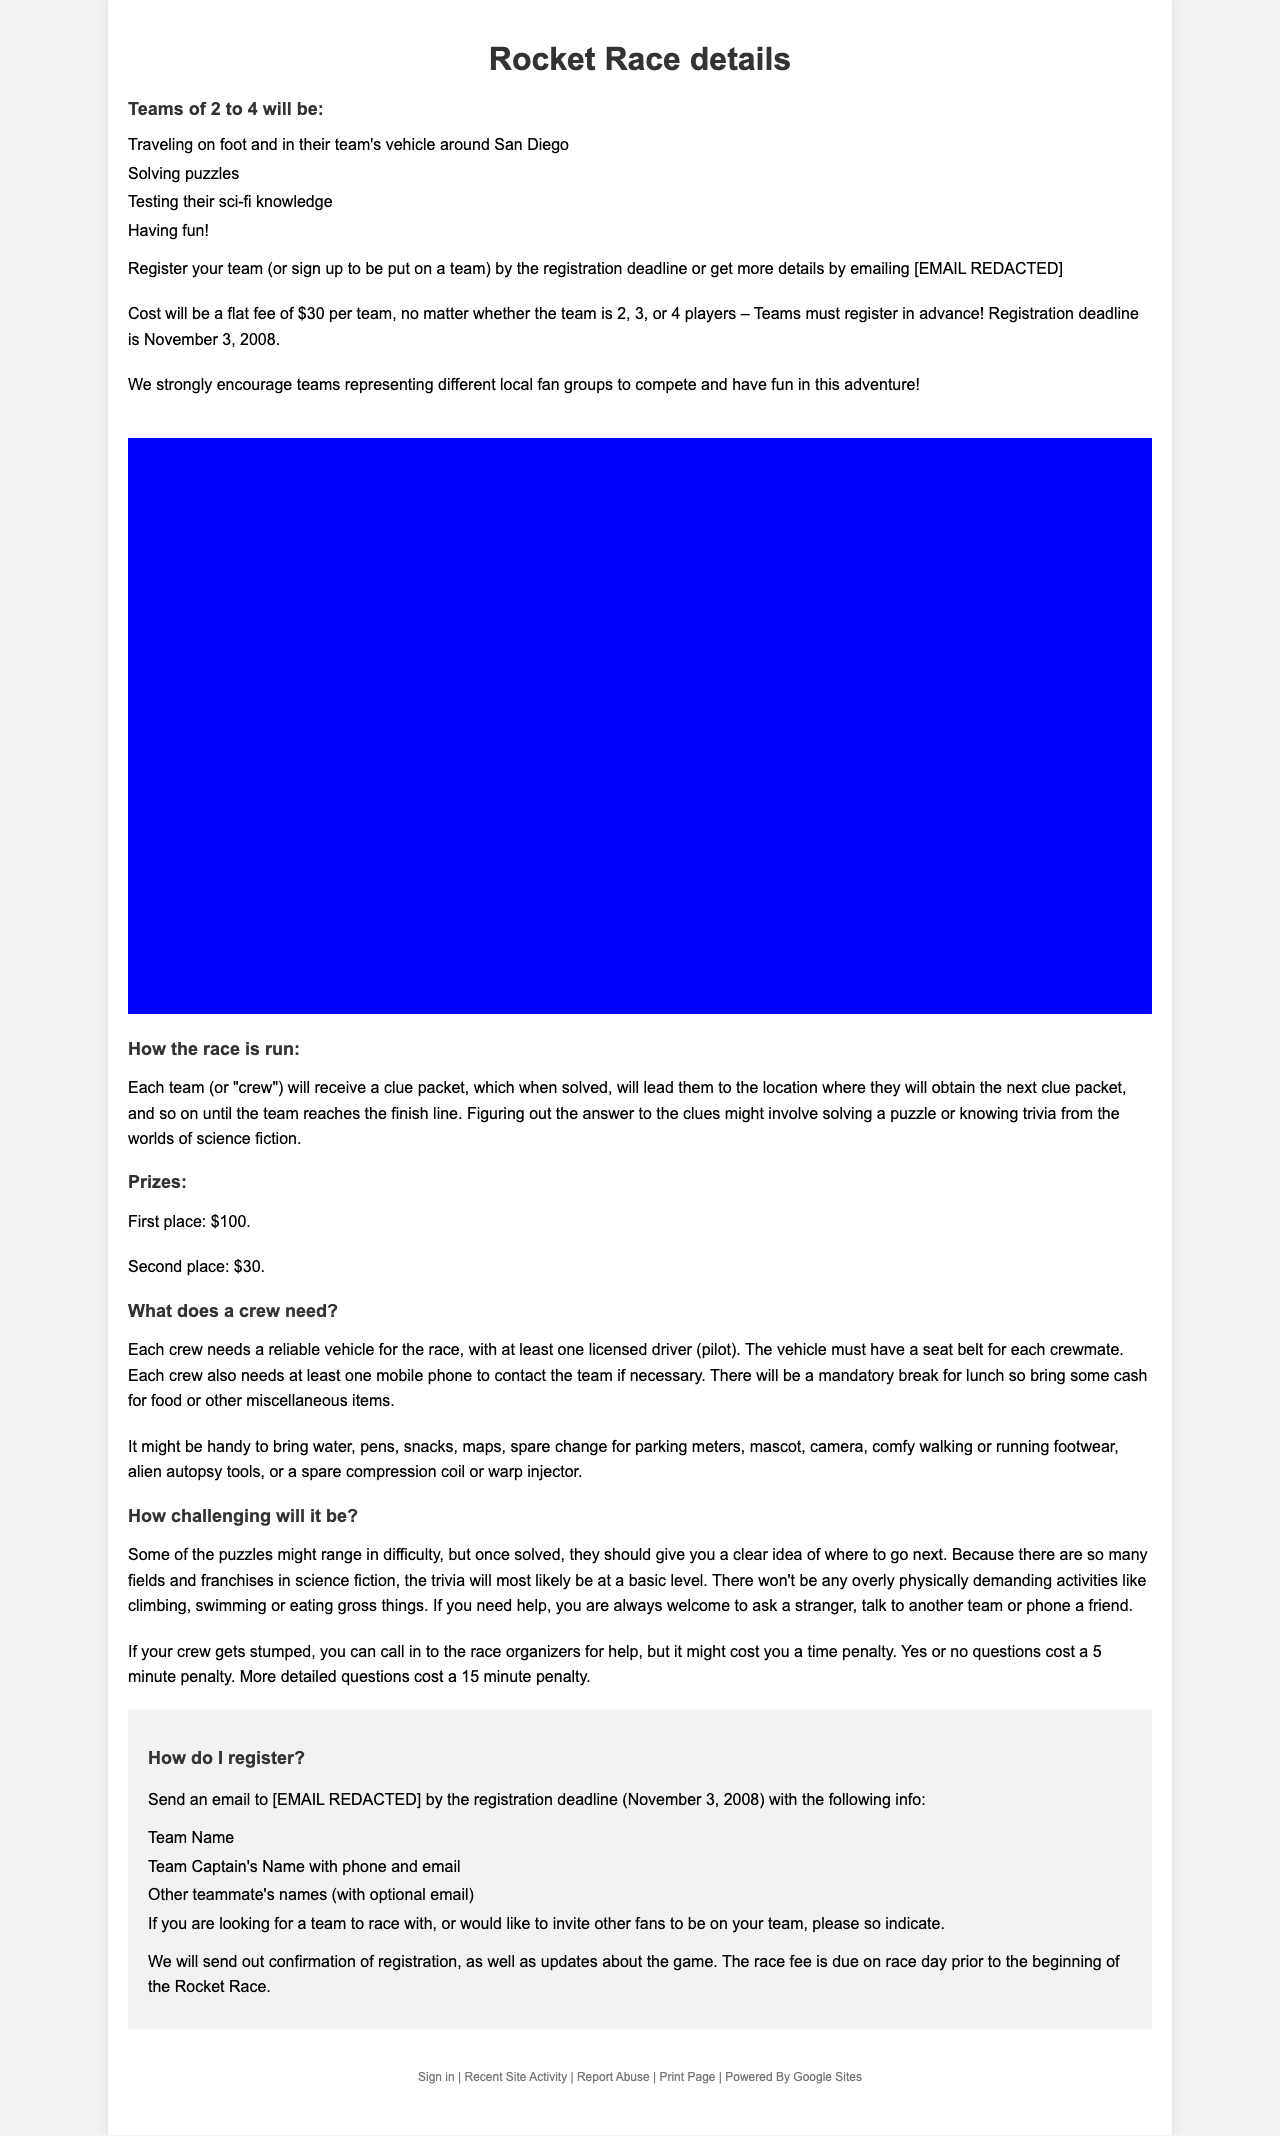 Rocket Race details
Teams of 2 to 4 will be:
Traveling on foot and in their team's vehicle around San Diego
Solving puzzles
Testing their sci-fi knowledge
Having fun!
Register your team (or sign up to be put on a team) by the registration deadline or get more details by emailing [EMAIL REDACTED]
Cost will be a flat fee of $30 per team, no matter whether the team is 2, 3, or 4 players – Teams must register in advance! Registration deadline
is November 3, 2008.
We strongly encourage teams representing different local fan groups to compete and have fun in this adventure!
How the race is run:
Each team (or "crew") will receive a clue packet, which when solved, will lead them to the location where they will obtain the next clue packet,
and so on until the team reaches the finish line. Figuring out the answer to the clues might involve solving a puzzle or knowing trivia from the
worlds of science fiction.
Prizes:
First place: $100.
Second place: $30.
What does a crew need?
Each crew needs a reliable vehicle for the race, with at least one licensed driver (pilot). The vehicle must have a seat belt for each crewmate.
Each crew also needs at least one mobile phone to contact the team if necessary. There will be a mandatory break for lunch so bring some cash
for food or other miscellaneous items.
It might be handy to bring water, pens, snacks, maps, spare change for parking meters, mascot, camera, comfy walking or running footwear,
alien autopsy tools, or a spare compression coil or warp injector.
How challenging will it be?
Some of the puzzles might range in difficulty, but once solved, they should give you a clear idea of where to go next. Because there are so many
fields and franchises in science fiction, the trivia will most likely be at a basic level. There won't be any overly physically demanding activities like
climbing, swimming or eating gross things. If you need help, you are always welcome to ask a stranger, talk to another team or phone a friend.
If your crew gets stumped, you can call in to the race organizers for help, but it might cost you a time penalty. Yes or no questions cost a 5
minute penalty. More detailed questions cost a 15 minute penalty.
How do I register?
Send an email to [EMAIL REDACTED] by the registration deadline (November 3, 2008) with the following info:
Team Name
Team Captain's Name with phone and email
Other teammate's names (with optional email)
If you are looking for a team to race with, or would like to invite other fans to be on your team, please so indicate.
We will send out confirmation of registration, as well as updates about the game. The race fee is due on race day prior to the beginning of
the Rocket Race.
Sign in | Recent Site Activity | Report Abuse | Print Page | Powered By Google Sites